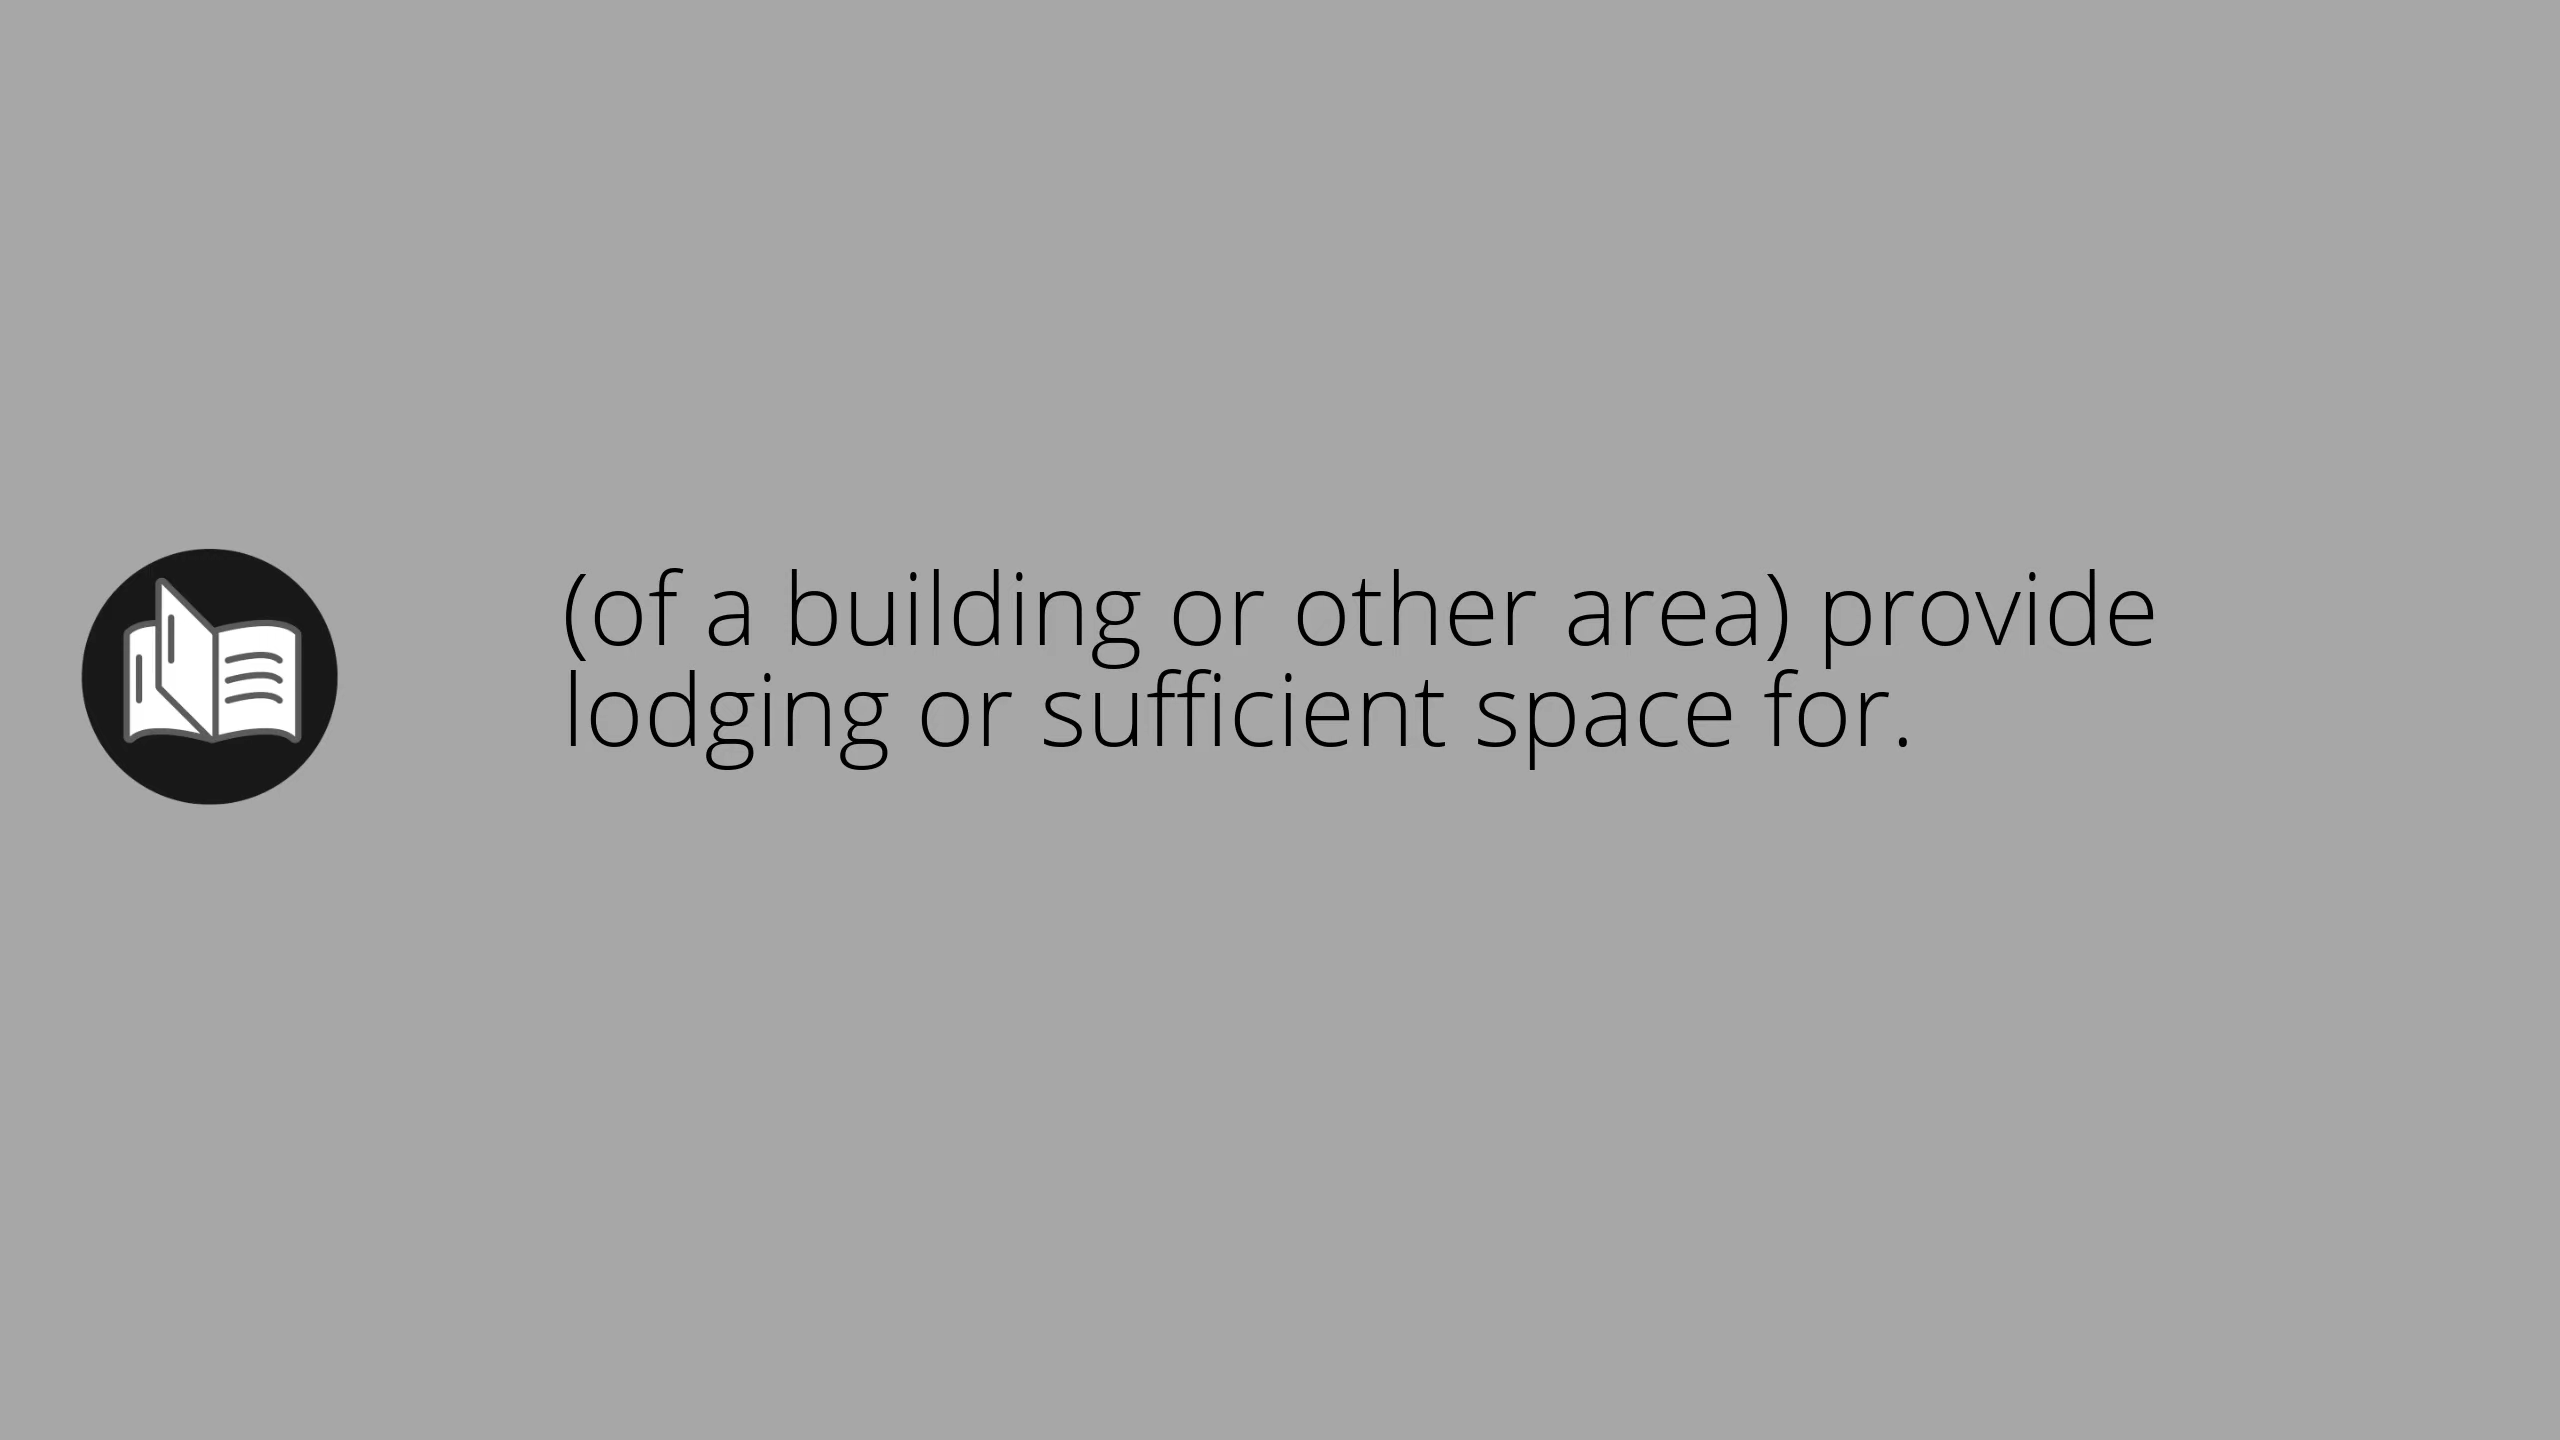 (of a building or other area) provide
lodging or sufficient space for.